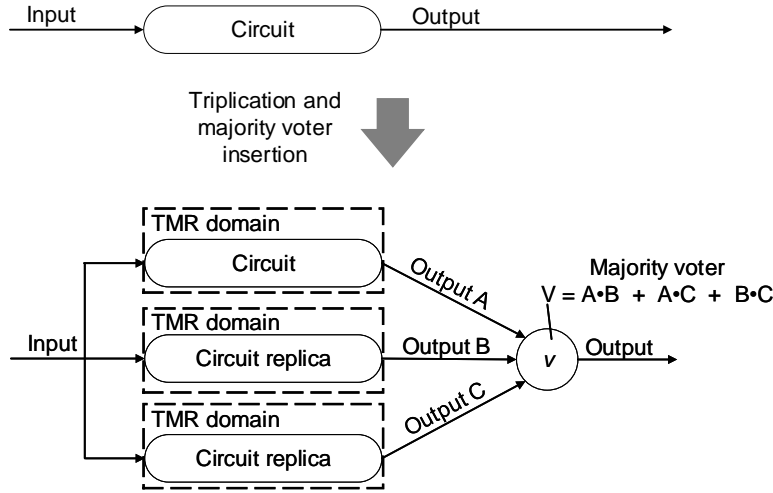 Input
Circuit
Output
Triplication and
majority voter
insertion
TMR domain
Circuit
Output A
Majority voter
V = A•B + A•C + B•C
Input
TMR domain
Circuit replica
Output B
v
Output
TMR domain
Circuit replica
Output C